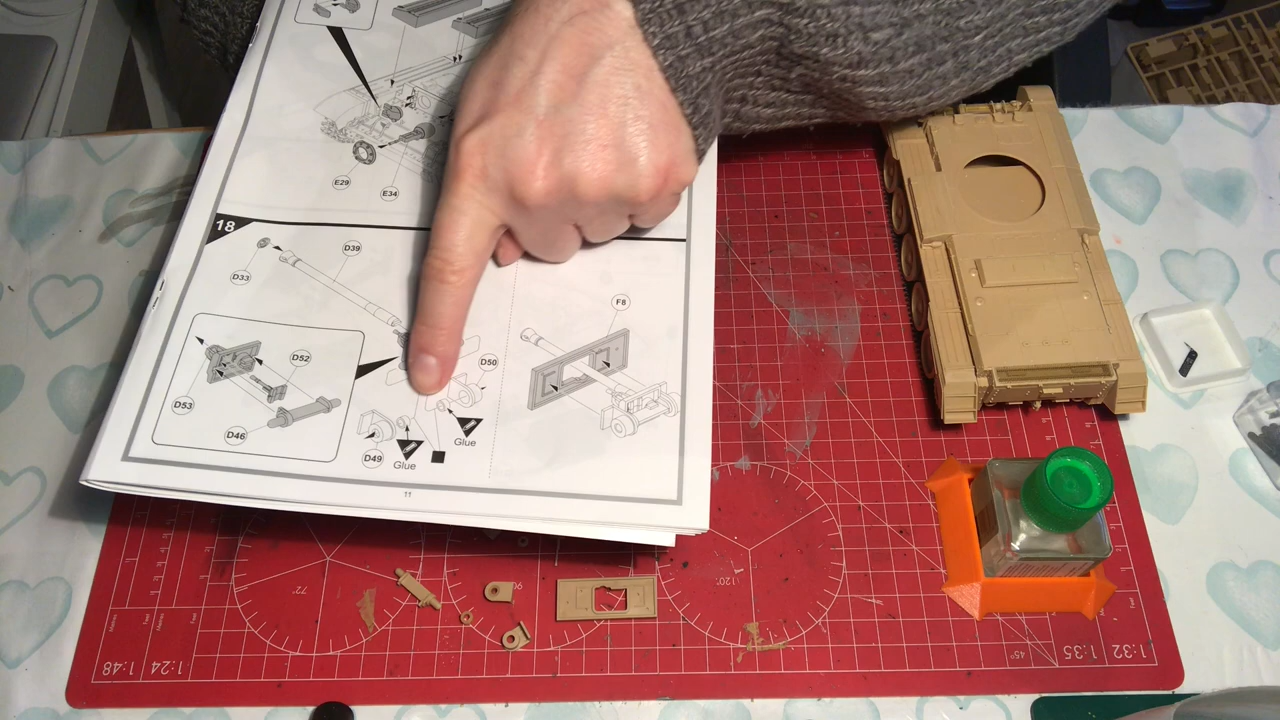 E29
E34
18
D33
D39
F8
D52
D50
D53
D46
D49
Glue
Glue
11
72°
90
120°
45°
1:48
1:24
1:35
1:32